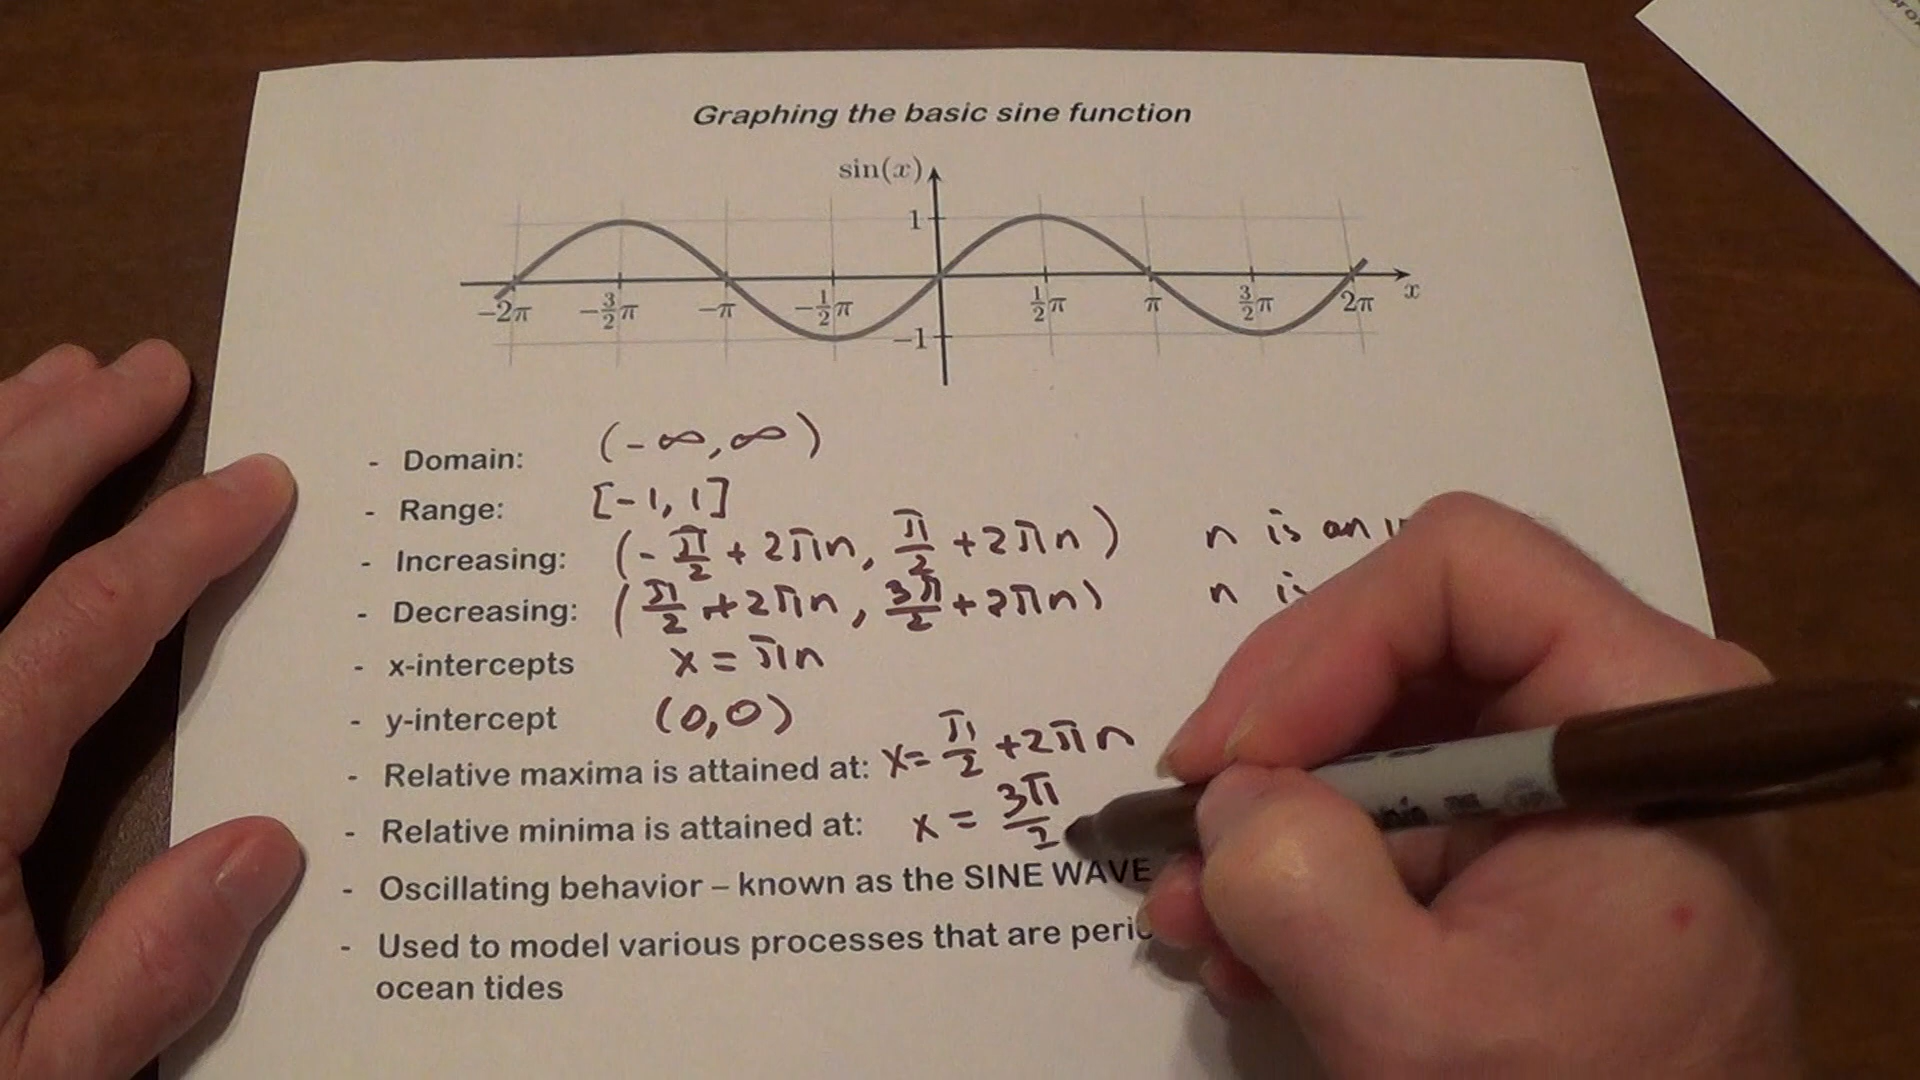 Graphing the basic sine function
sin(x)
1
−2π −3/2π −π −1/2π 1/2π π 3/2π 2π x
−1
- Domain: (-∞,∞)
- Range: [-1, 1]
- Increasing: (-π/2 + 2πn, π/2 + 2πn) n is an
- Decreasing: (π/2 + 2πn, 3π/2 + 2πn) n is
- x-intercepts x = πn
- y-intercept (0,0)
- Relative maxima is attained at: x = π/2 + 2πn
- Relative minima is attained at: x = 3π/2
- Oscillating behavior – known as the SINE WAVE
- Used to model various processes that are
ocean tides